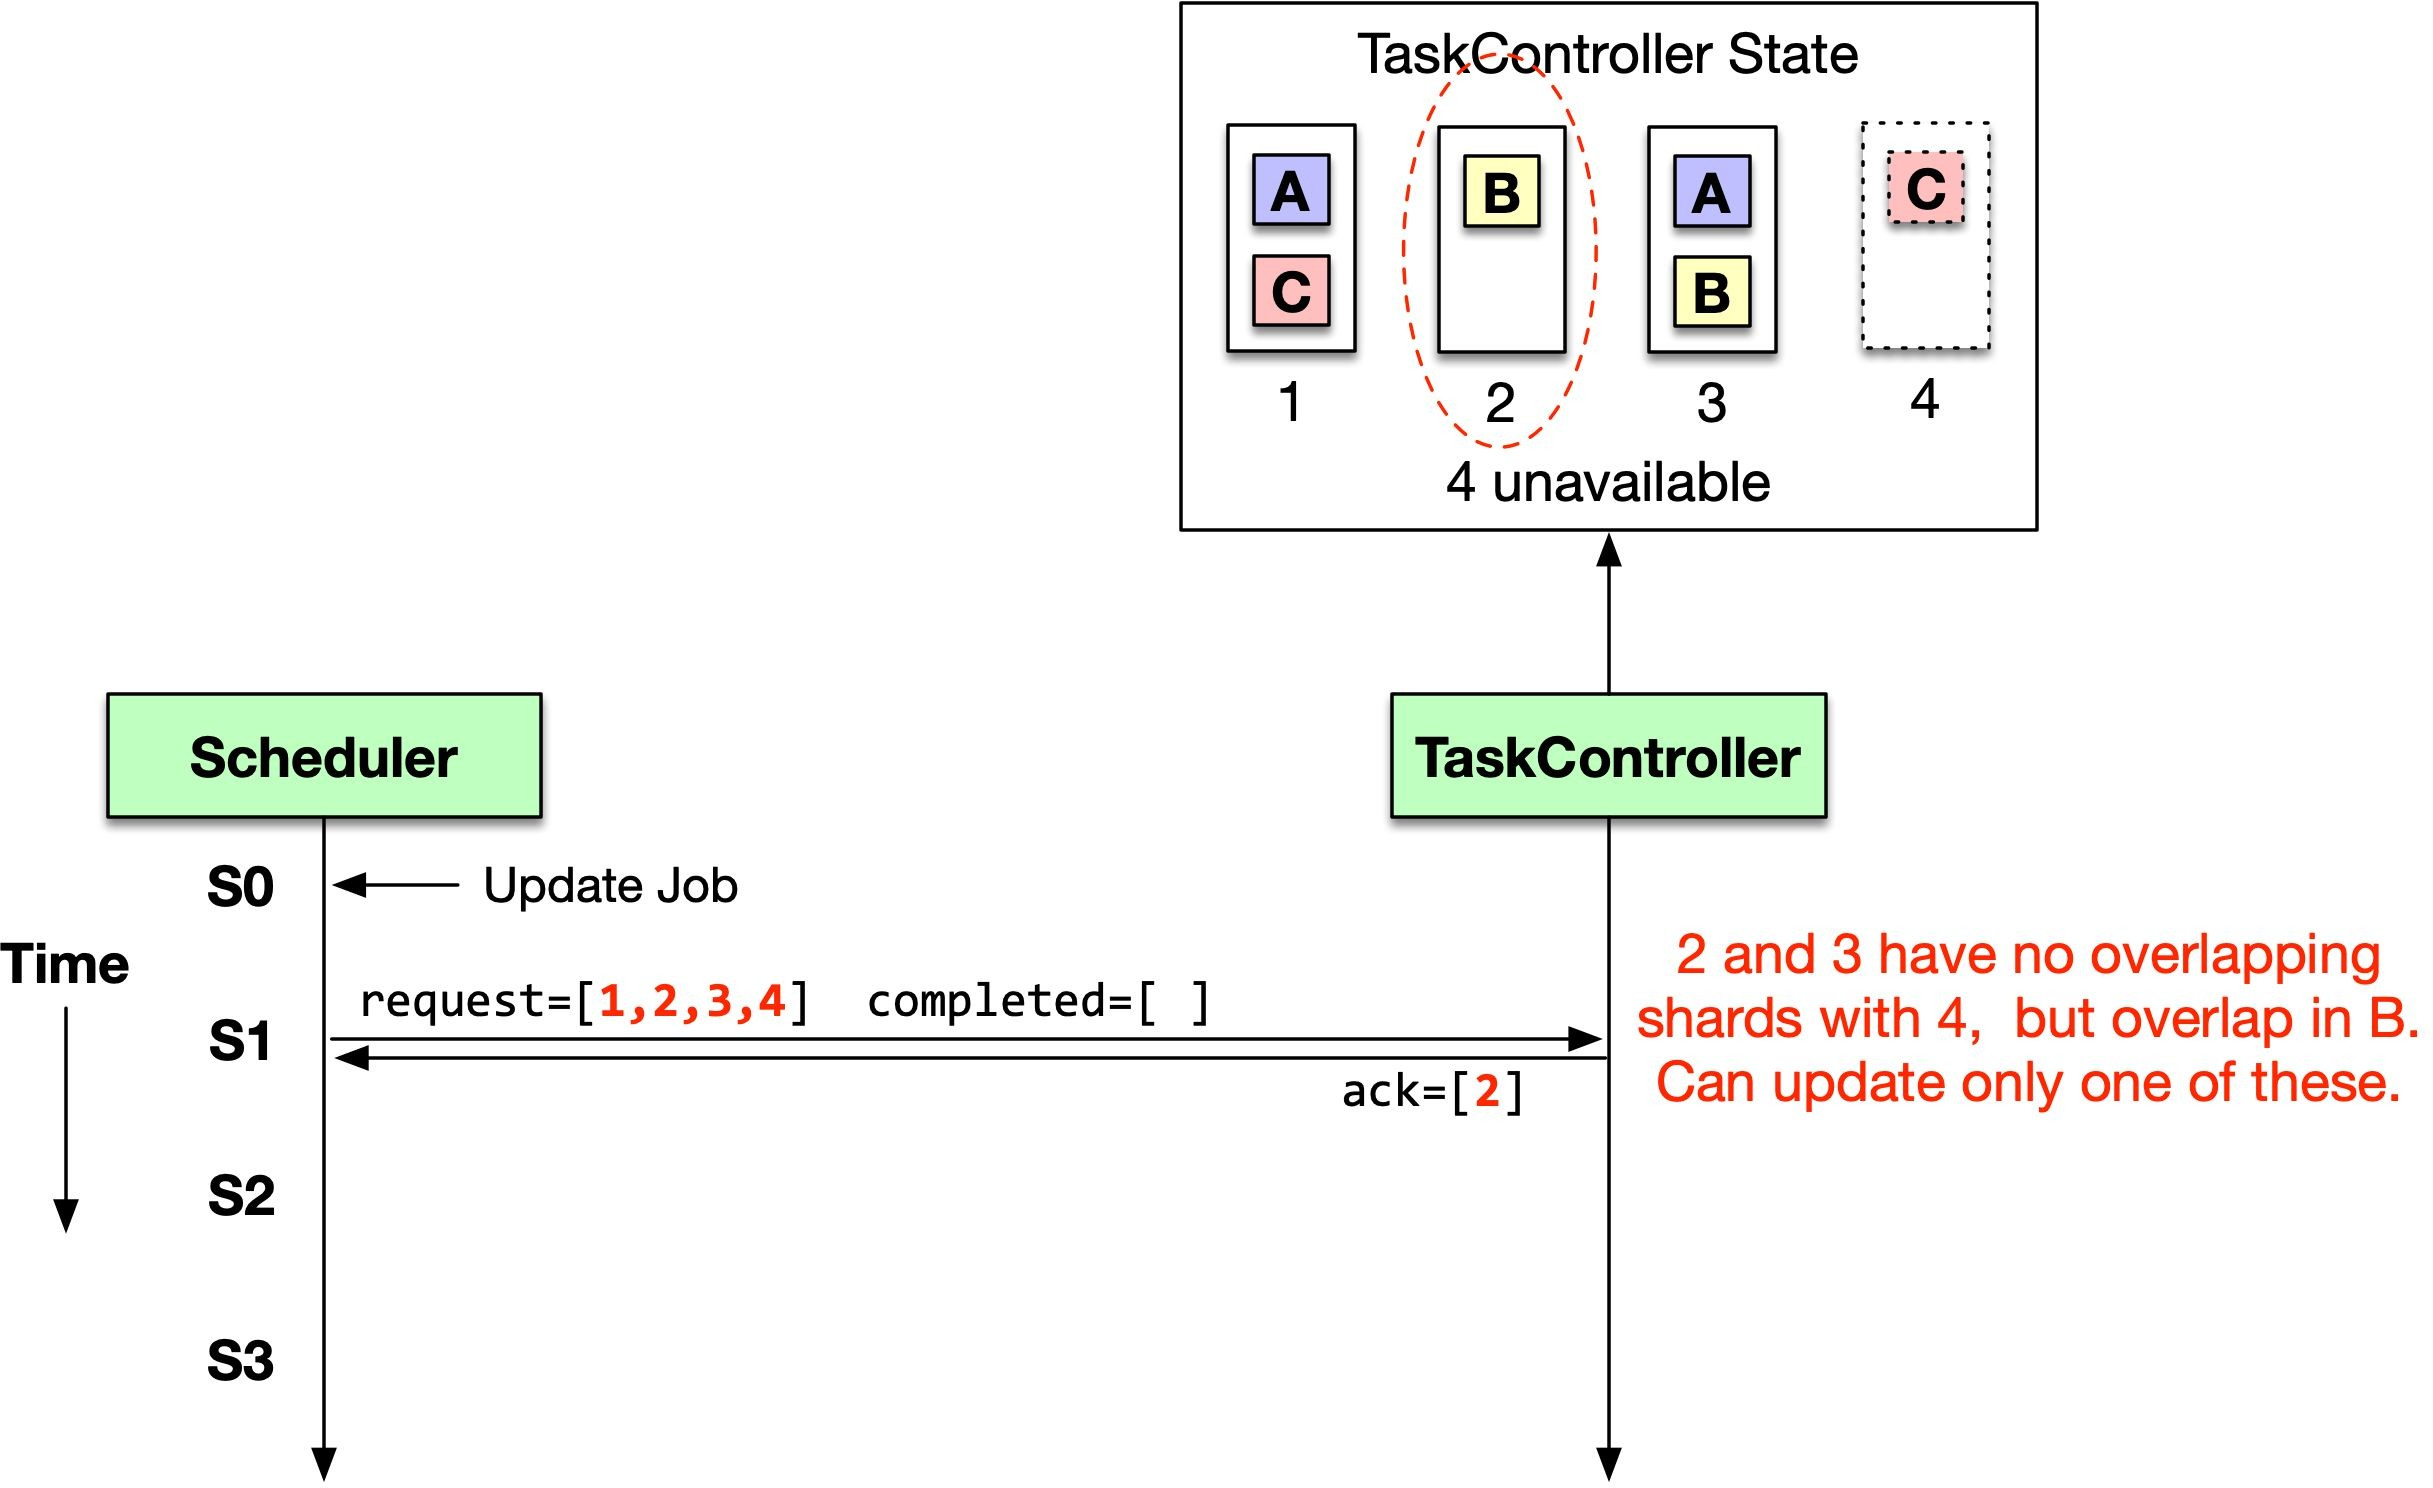 TaskController State
A B A C
C B
1 2 3 4
4 unavailable
Scheduler TaskController
S0 Update Job
Time
request=[1,2,3,4] completed=[ ]
S1
ack=[2]
2 and 3 have no overlapping
shards with 4, but overlap in B.
Can update only one of these.
S2
S3